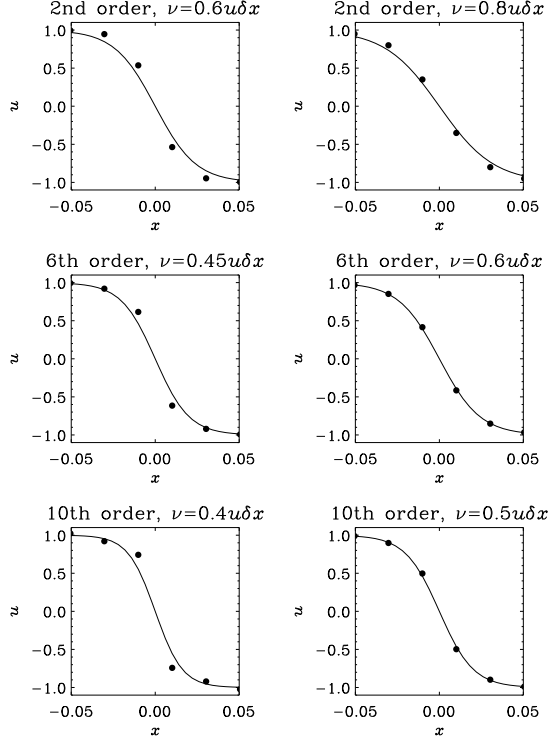 2nd order, ν=0.6uδx
2nd order, ν=0.8uδx
1.0
0.5
0.0
−0.5
−1.0
u
−0.05
0.00
0.05
x
1.0
0.5
0.0
−0.5
−1.0
u
−0.05
0.00
0.05
x
6th order, ν=0.45uδx
6th order, ν=0.6uδx
1.0
0.5
0.0
−0.5
−1.0
u
−0.05
0.00
0.05
x
1.0
0.5
0.0
−0.5
−1.0
u
−0.05
0.00
0.05
x
10th order, ν=0.4uδx
10th order, ν=0.5uδx
1.0
0.5
0.0
−0.5
−1.0
u
−0.05
0.00
0.05
x
1.0
0.5
0.0
−0.5
−1.0
u
−0.05
0.00
0.05
x